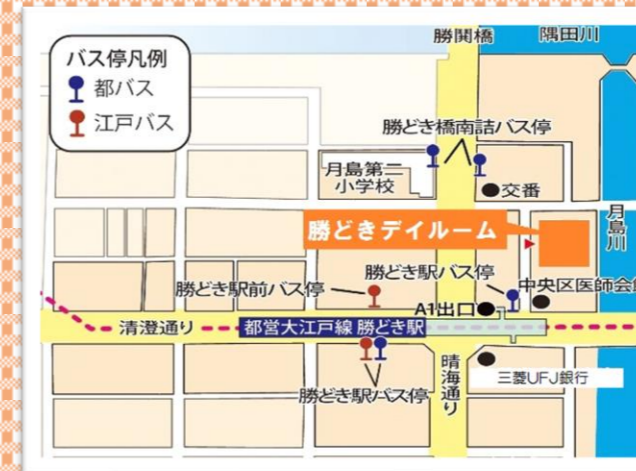 勝鬨橋
隅田川
バス停凡例
都バス
江戸バス
勝どき橋南詰バス停
月島第二
小学校
交番
月島川
勝どきデイルーム
勝どき駅バス停
勝どき駅前バス停
中央区医師会館
A1出口
清澄通り
都営大江戸線 勝どき駅
晴海通り
三菱UFJ銀行
勝どき駅バス停